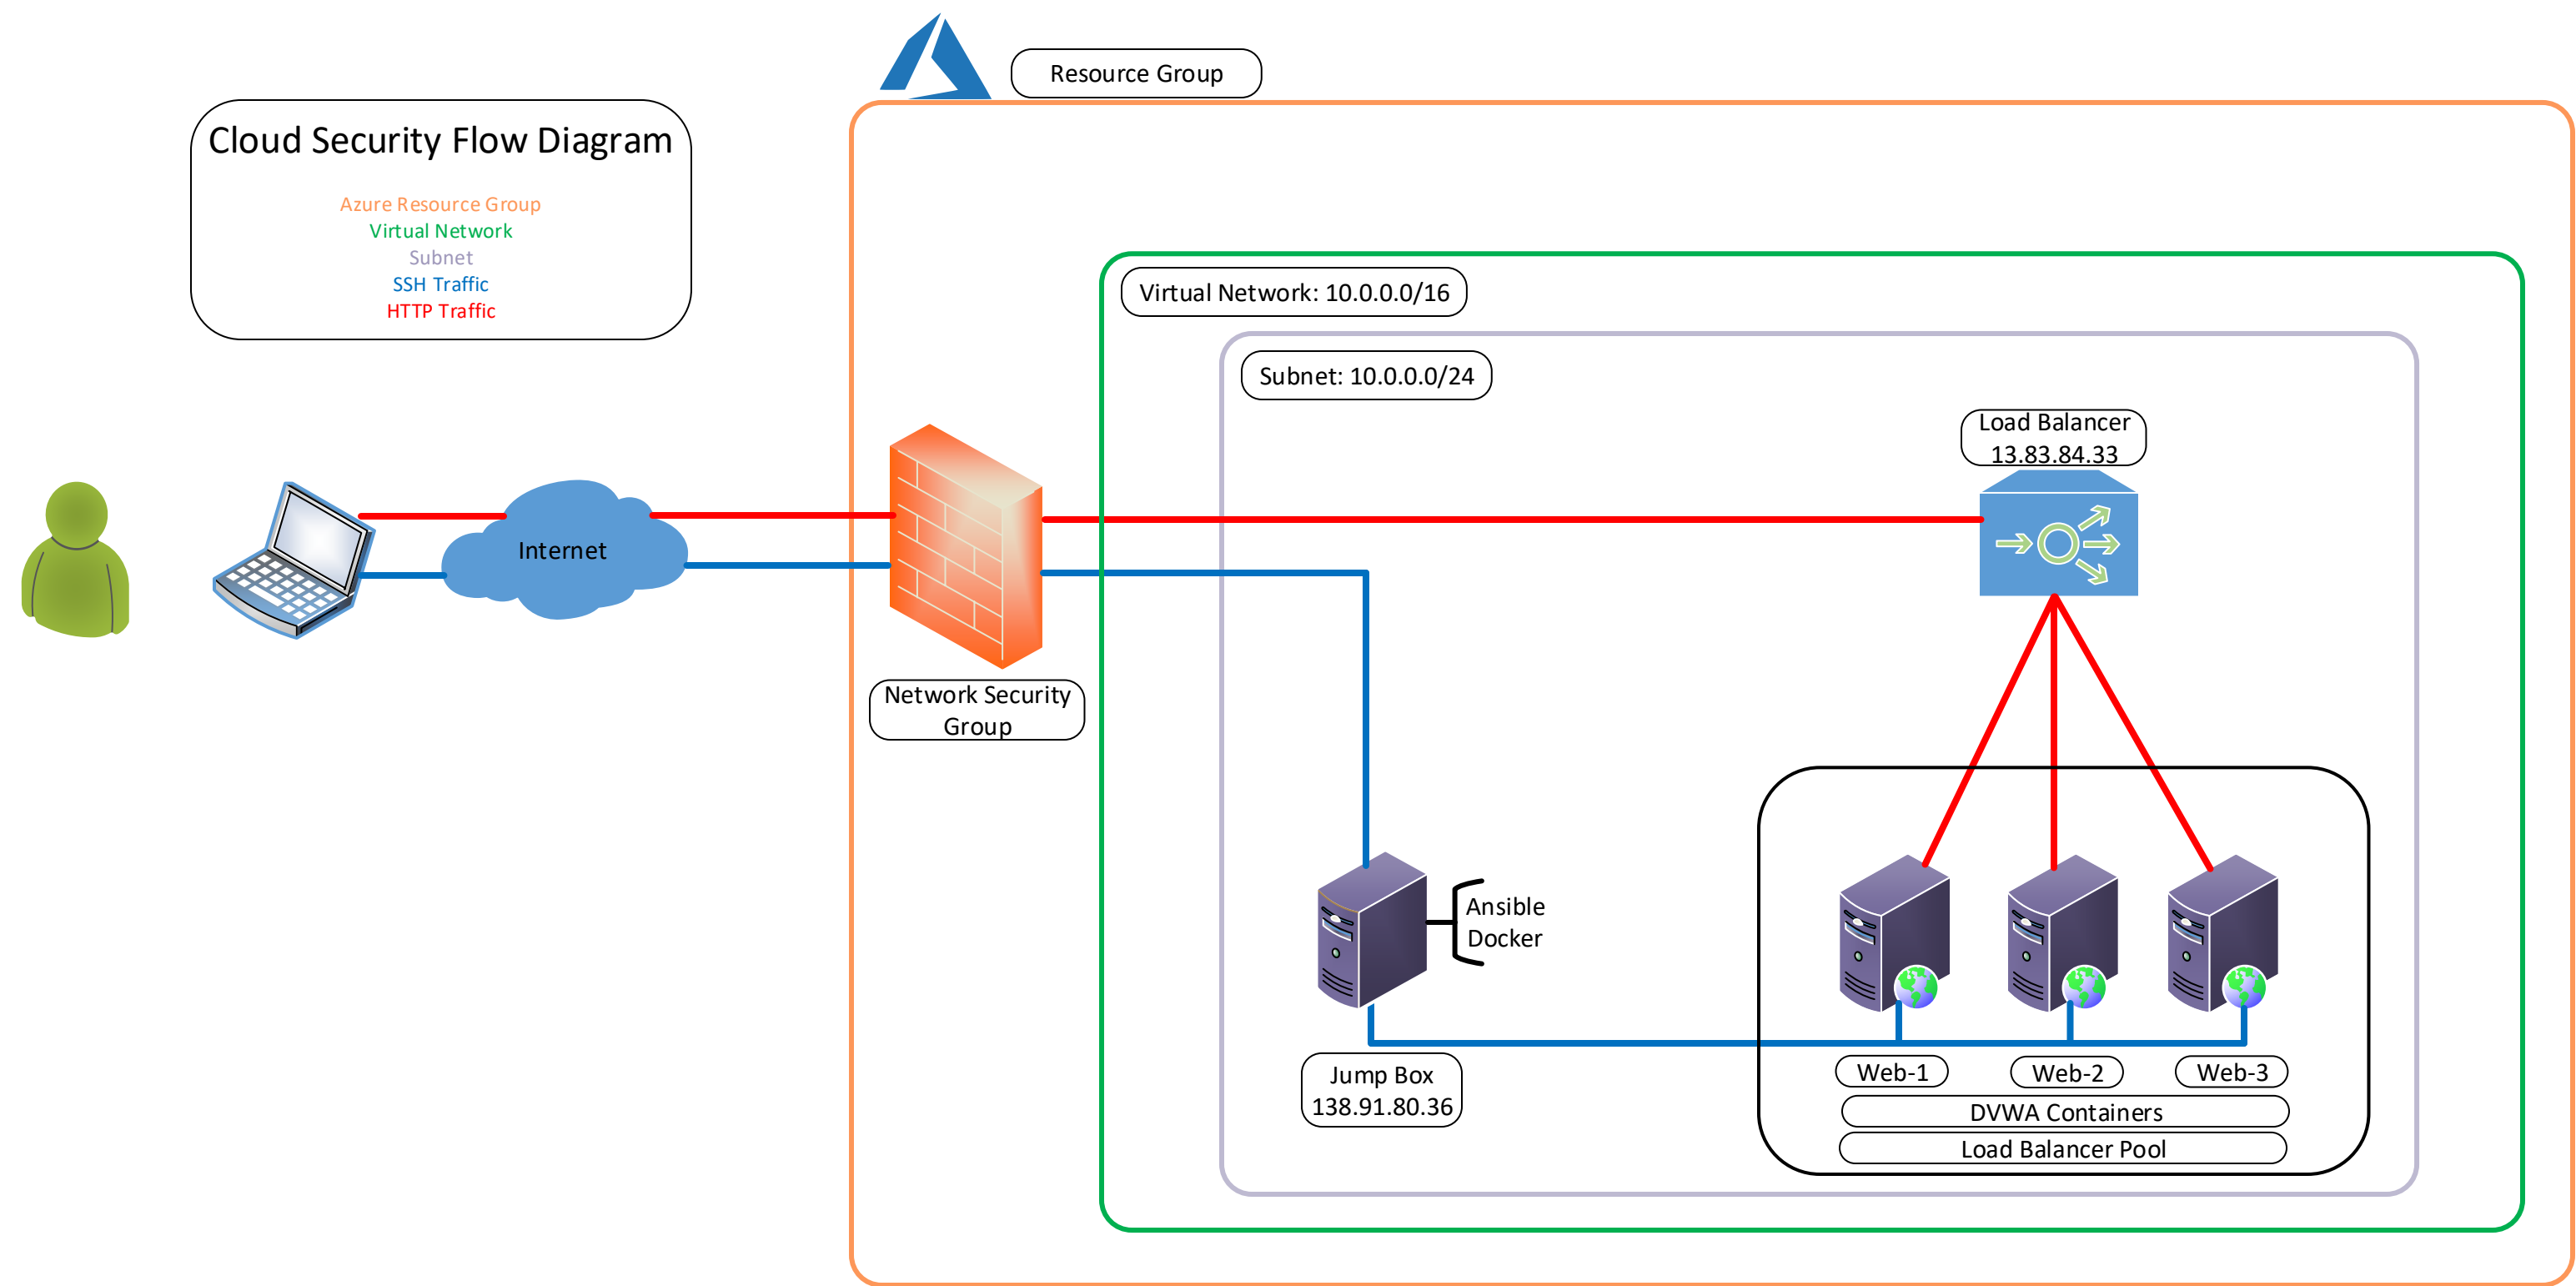 Resource Group
Cloud Security Flow Diagram
Azure Resource Group
Virtual Network
Subnet
SSH Traffic
HTTP Traffic
Virtual Network: 10.0.0.0/16
Subnet: 10.0.0.0/24
Load Balancer
13.83.84.33
Internet
Network Security
Group
Ansible
Docker
Jump Box
138.91.80.36
Web-1
Web-2
Web-3
DVWA Containers
Load Balancer Pool